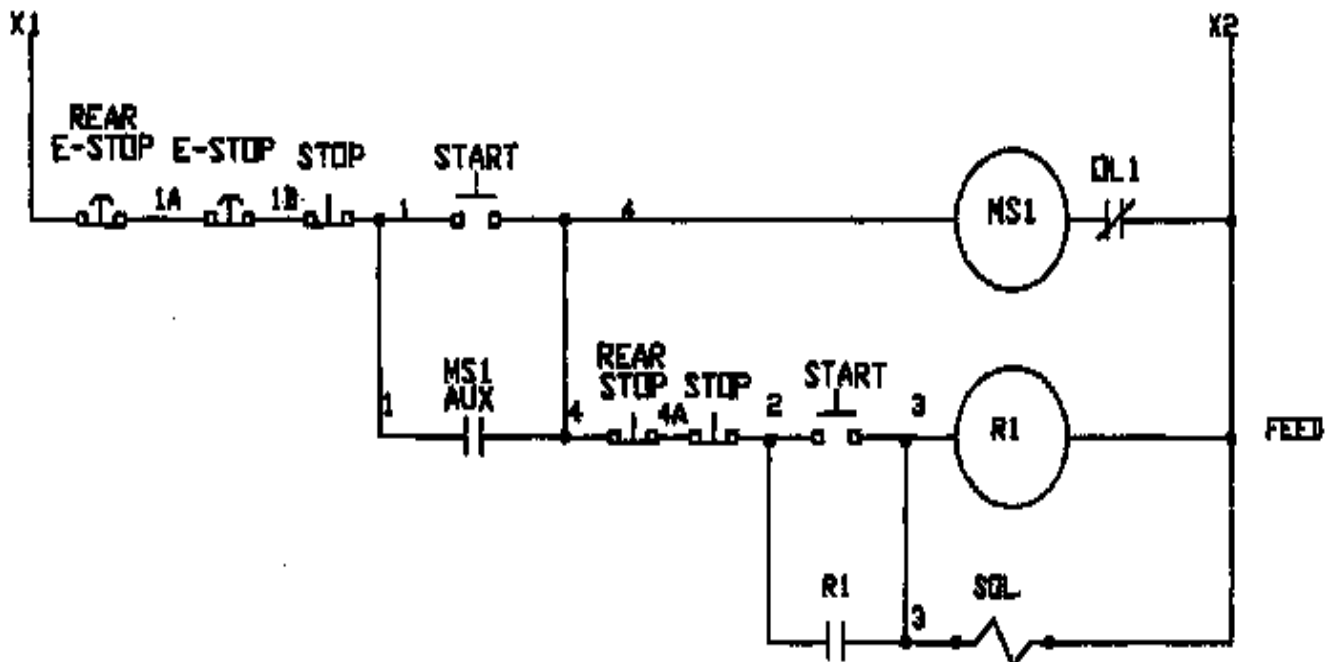 X1
X2
REAR
E-STOP
E-STOP
STOP
START
OL1
1A
1B
1
MS1
MS1
AUX
REAR
STOP
STOP
START
1
4
4A
2
3
R1
FEED
R1
SOL
3